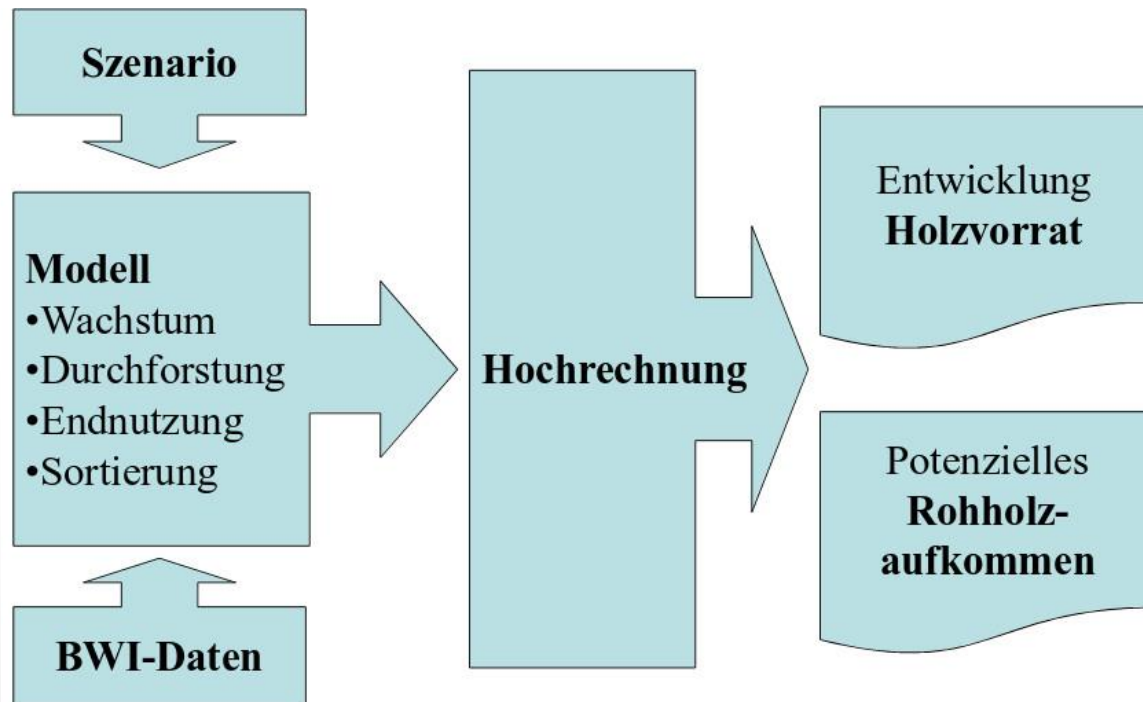 Szenario
Modell
•Wachstum
•Durchforstung
•Endnutzung
•Sortierung
BWI-Daten
Hochrechnung
Entwicklung
Holzvorrat
Potenzielles
Rohholz-
aufkommen